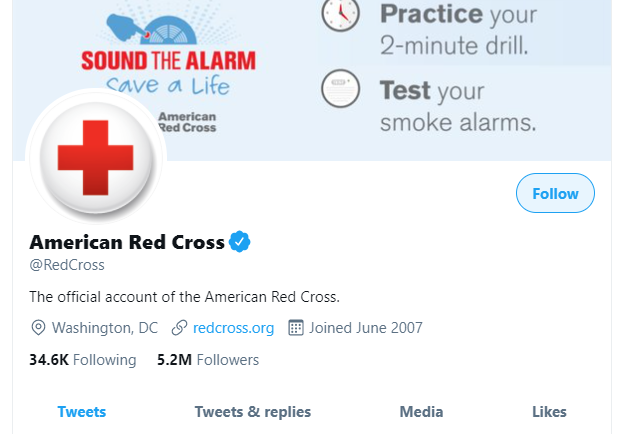 Practice your
2-minute drill.
SOUND THE ALARM
save a Life
Test your
smoke alarms.
American
Red Cross
Follow
American Red Cross
@RedCross
The official account of the American Red Cross.
Washington, DC redcross.org Joined June 2007
34.6K Following 5.2M Followers
Tweets Tweets & replies Media Likes